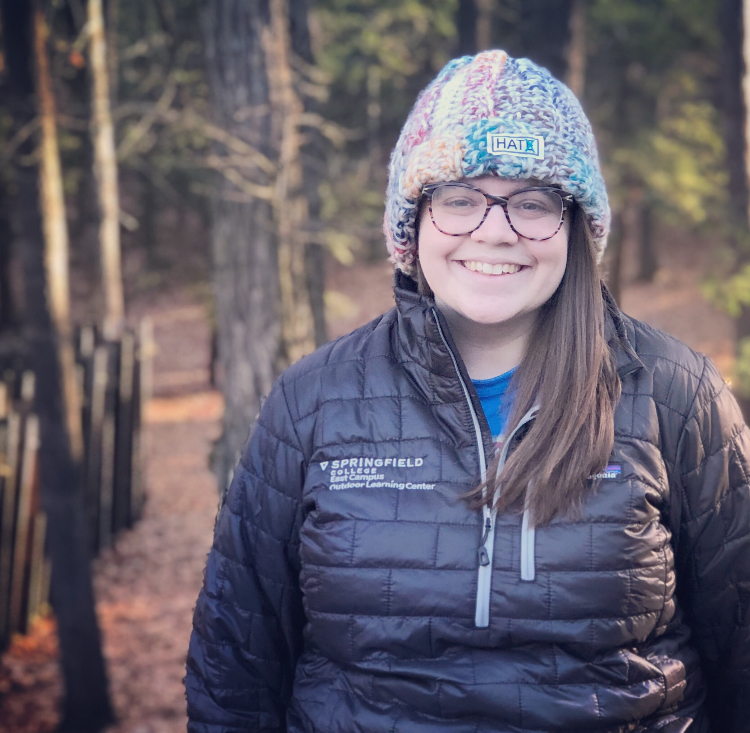 HAT
SPRINGFIELD
COLLEGE
East Campus
Outdoor Learning Center